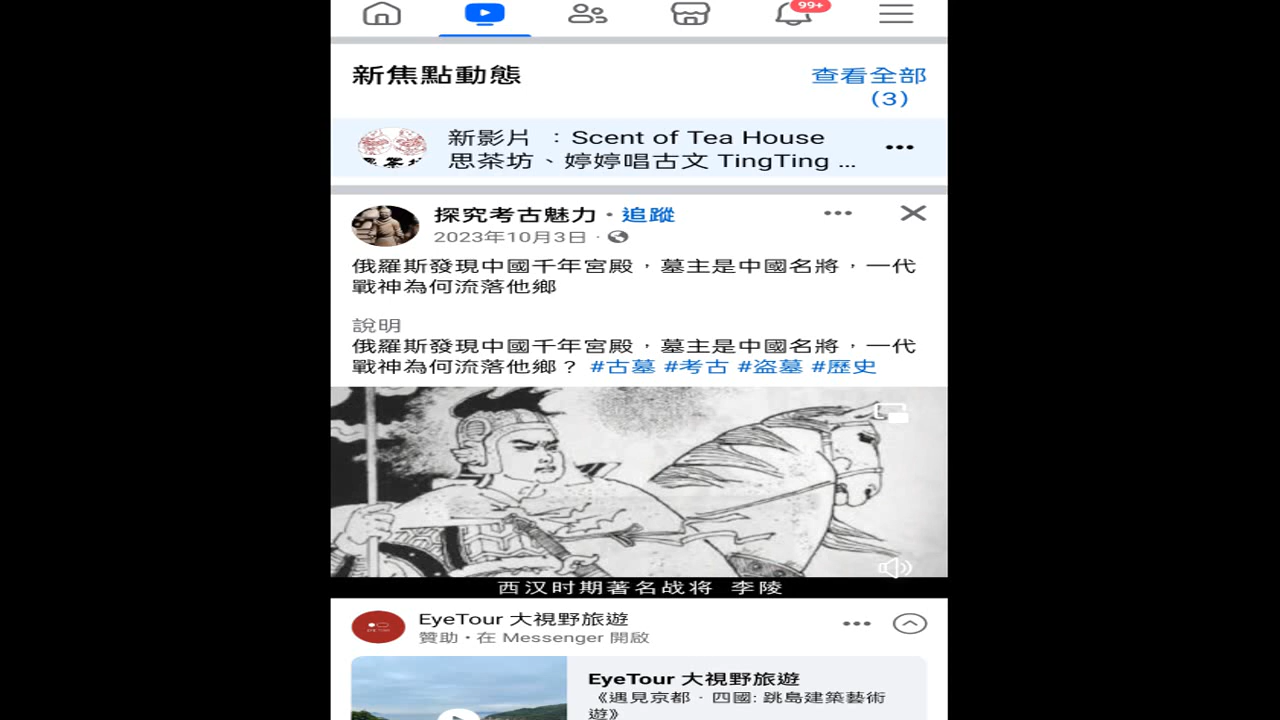 99+
新焦點動態
查看全部
(3)
新影片 ：Scent of Tea House
思茶坊、婷婷唱古文 TingTing ...
探究考古魅力 · 追蹤
2023年10月3日 ·
俄羅斯發現中國千年宮殿，墓主是中國名將，一代
戰神為何流落他鄉
說明
俄羅斯發現中國千年宮殿，墓主是中國名將，一代
戰神為何流落他鄉？ #古墓 #考古 #盜墓 #歷史
西汉时期著名战将 李陵
EyeTour 大視野旅遊
贊助 · 在 Messenger 開啟
EyeTour 大視野旅遊
《遇見京都 · 四國: 跳島建築藝術
遊》